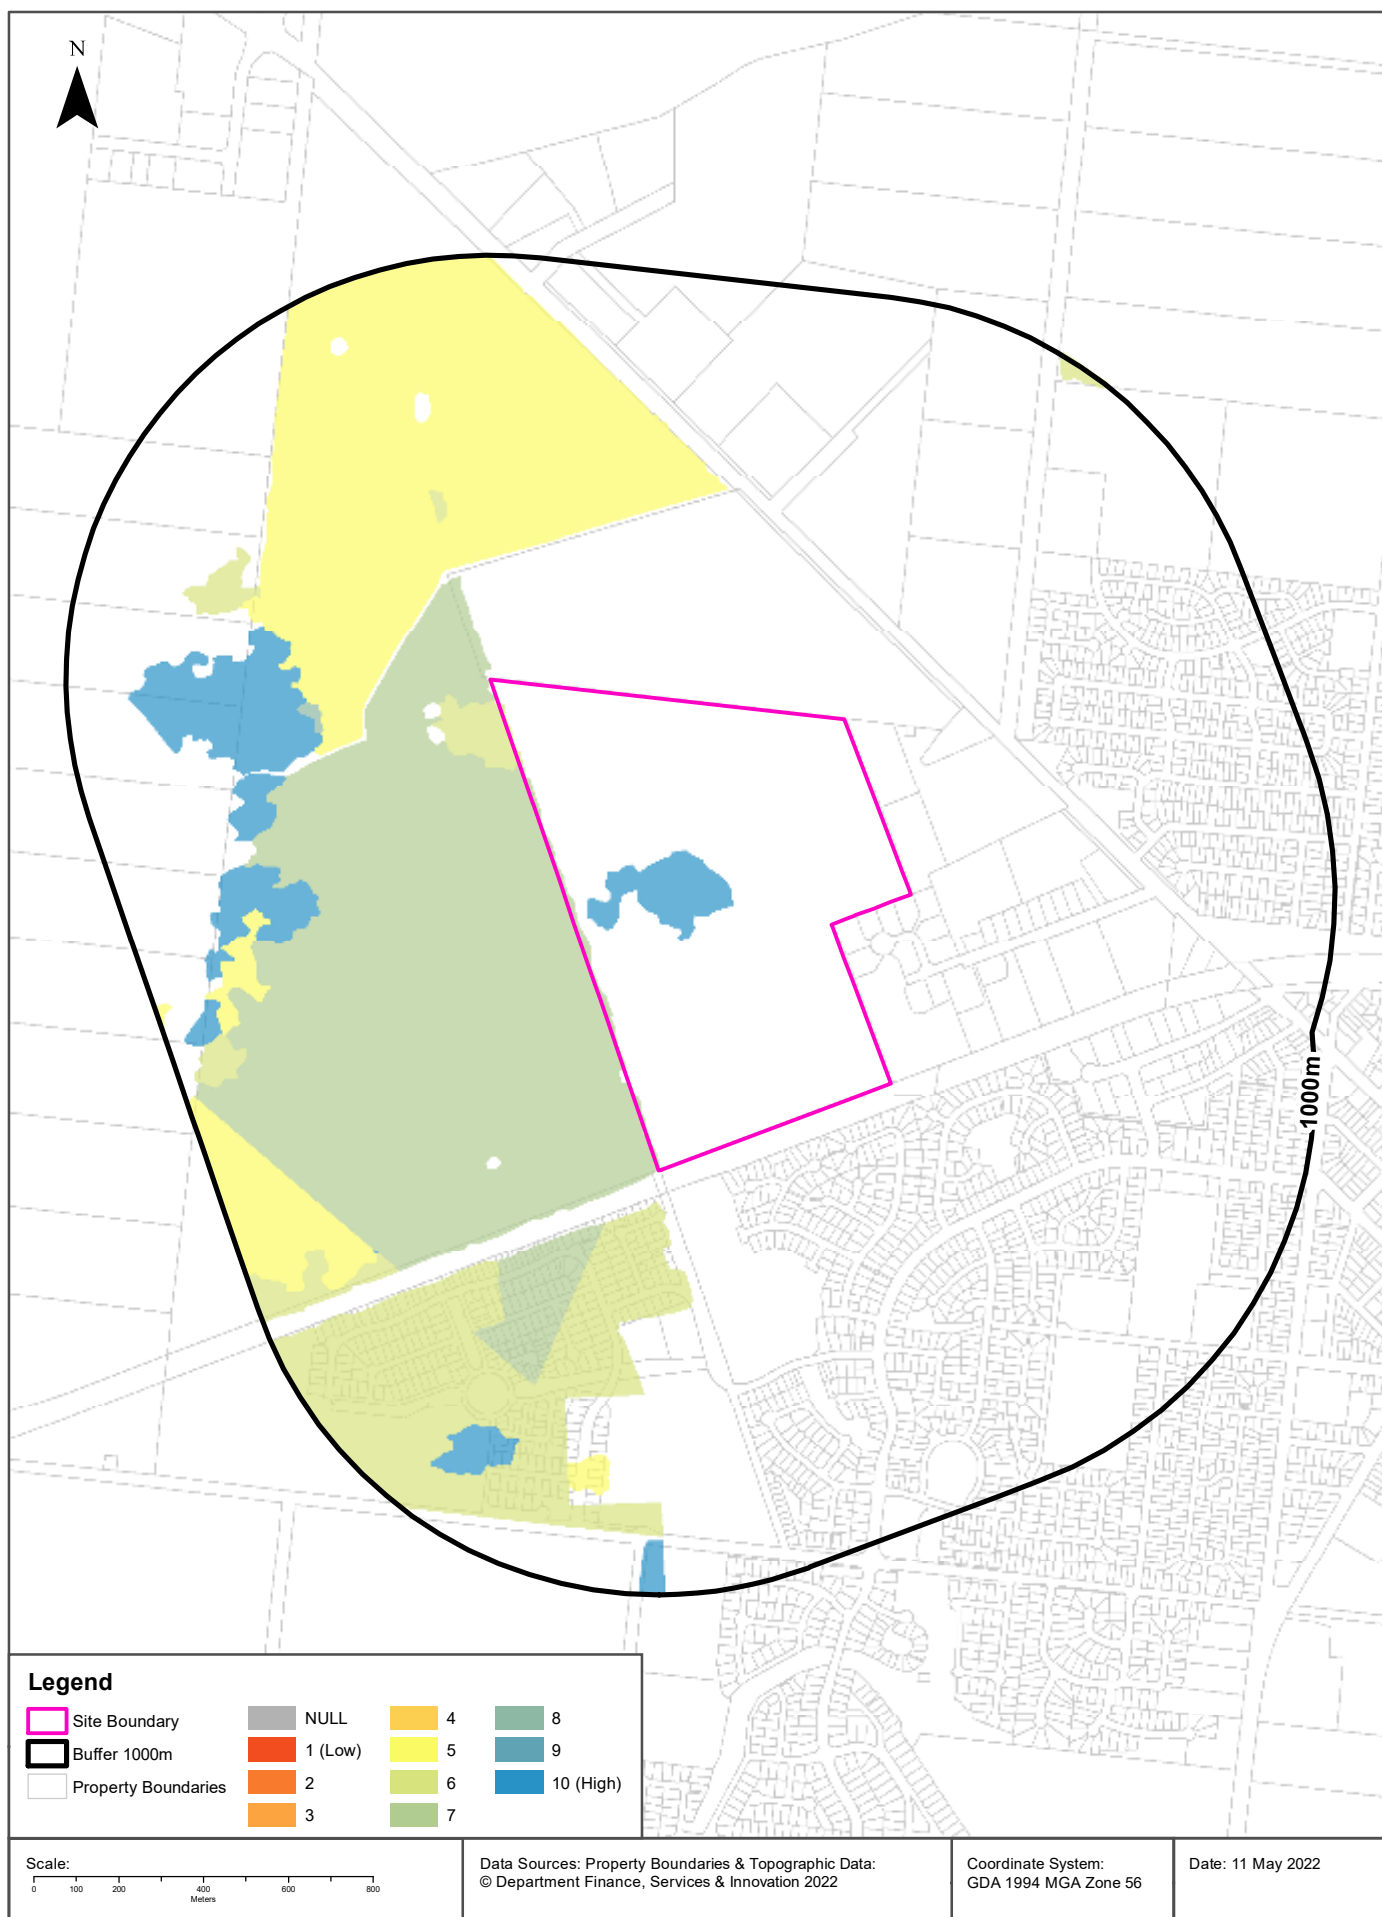 N
1000m
Legend
Site Boundary
Buffer 1000m
Property Boundaries
NULL
1 (Low)
2
3
4
5
6
7
8
9
10 (High)
Scale:
0 100 200 400 600 800
Meters
Data Sources: Property Boundaries & Topographic Data:
© Department Finance, Services & Innovation 2022
Coordinate System:
GDA 1994 MGA Zone 56
Date: 11 May 2022